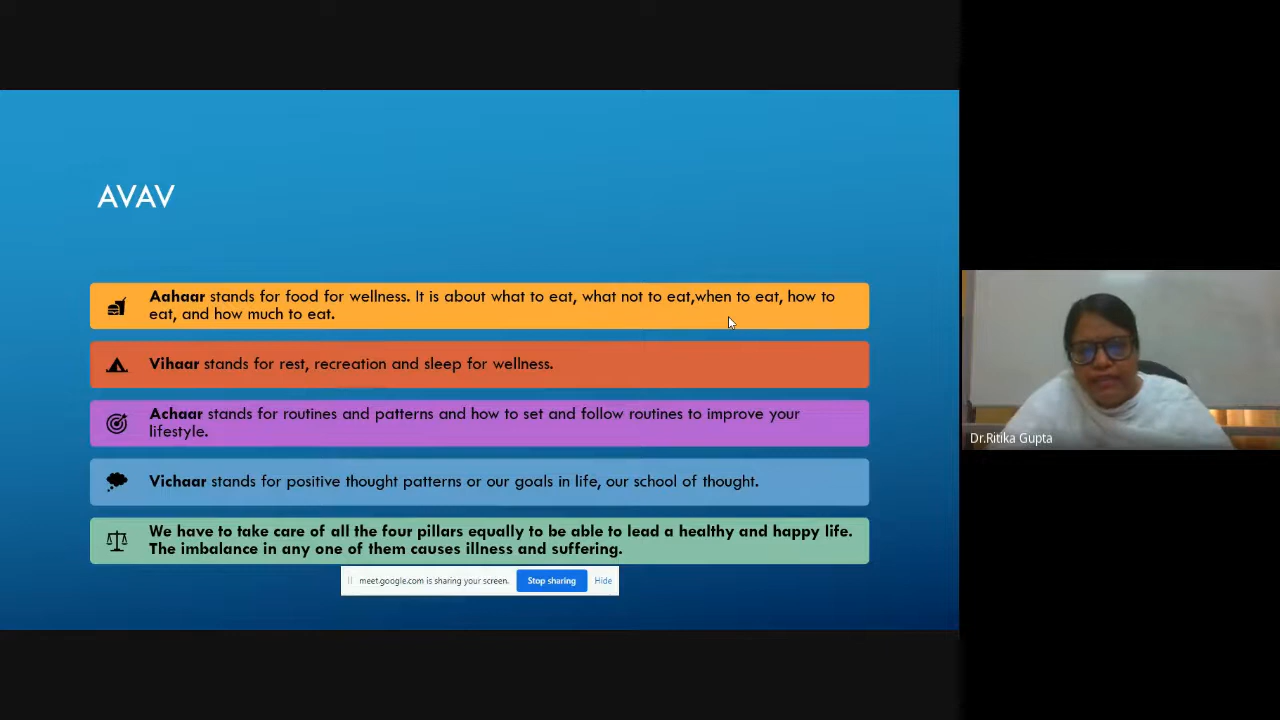 AVAV
Aahaar stands for food for wellness. It is about what to eat, what not to eat,when to eat, how to
eat, and how much to eat.
Vihaar stands for rest, recreation and sleep for wellness.
Achaar stands for routines and patterns and how to set and follow routines to improve your
lifestyle.
Vichaar stands for positive thought patterns or our goals in life, our school of thought.
We have to take care of all the four pillars equally to be able to lead a healthy and happy life.
The imbalance in any one of them causes illness and suffering.
meet.google.com is sharing your screen. Stop sharing Hide
Dr.Ritika Gupta